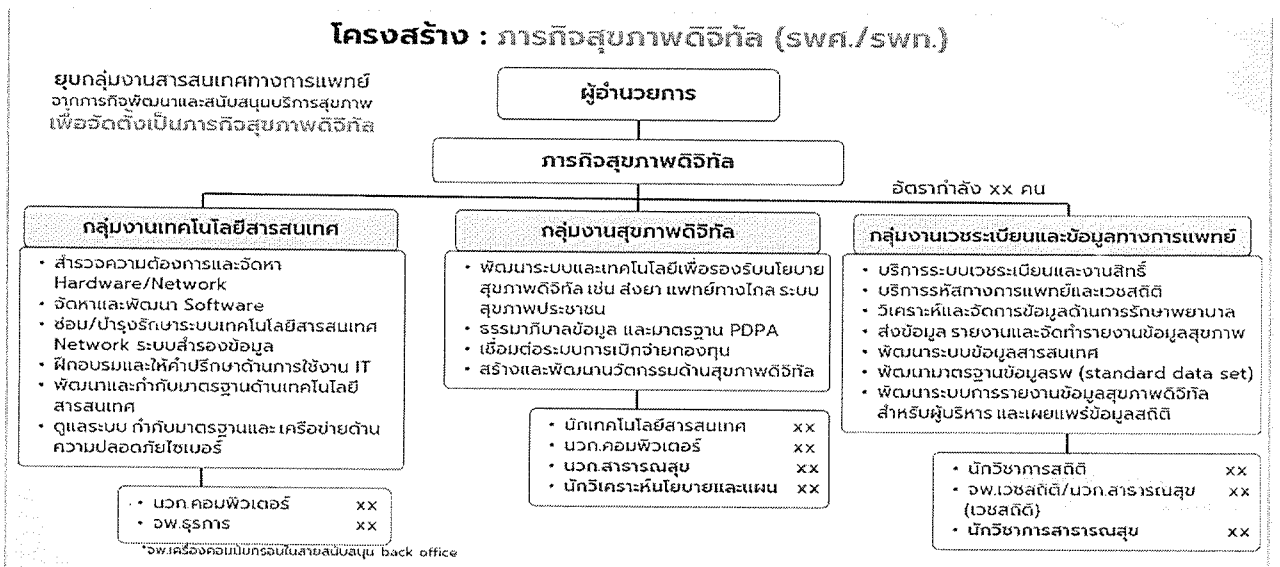 โครงสร้าง : ภารกิจสุขภาพดิจิทัล (รพศ./รพท.)
ยุบกลุ่มงานสารสนเทศทางการแพทย์
จากภารกิจพัฒนาและสนับสนุนบริการสุขภาพ
เพื่อจัดตั้งเป็นภารกิจสุขภาพดิจิทัล
ผู้อำนวยการ
ภารกิจสุขภาพดิจิทัล
อัตรากำลัง xx คน
กลุ่มงานเทคโนโลยีสารสนเทศ
• สำรวจความต้องการและจัดหา
Hardware/Network
• จัดหาและพัฒนา Software
• ซ่อม/บำรุงรักษาระบบเทคโนโลยีสารสนเทศ
Network ระบบสำรองข้อมูล
• ฝึกอบรมและให้คำปรึกษาด้านการใช้งาน IT
• พัฒนาและกำกับมาตรฐานด้านเทคโนโลยี
สารสนเทศ
• ดูแลระบบ กำกับมาตรฐานและ เครือข่ายด้าน
ความปลอดภัยไซเบอร์
• นวก.คอมพิวเตอร์ xx
• จพ.ธุรการ xx
*จพ.เครื่องคอมนับกรอบในสายสนับสนุน back office
กลุ่มงานสุขภาพดิจิทัล
• พัฒนาระบบและเทคโนโลยีเพื่อรองรับนโยบาย
สุขภาพดิจิทัล เช่น ส่งยา แพทย์ทางไกล ระบบ
สุขภาพประชาชน
• ธรรมาภิบาลข้อมูล และมาตรฐาน PDPA
• เชื่อมต่อระบบการเบิกจ่ายกองทุน
• สร้างและพัฒนานวัตกรรมด้านสุขภาพดิจิทัล
• นักเทคโนโลยีสารสนเทศ xx
• นวก.คอมพิวเตอร์ xx
• นวก.สาธารณสุข xx
• นักวิเคราะห์นโยบายและแผน xx
กลุ่มงานเวชระเบียนและข้อมูลทางการแพทย์
• บริการระบบเวชระเบียนและงานสิทธิ์
• บริการรหัสทางการแพทย์และเวชสถิติ
• วิเคราะห์และจัดการข้อมูลด้านการรักษาพยาบาล
• ส่งข้อมูล รายงานและจัดทำรายงานข้อมูลสุขภาพ
• พัฒนาระบบข้อมูลสารสนเทศ
• พัฒนามาตรฐานข้อมูลรพ (standard data set)
• พัฒนาระบบการรายงานข้อมูลสุขภาพดิจิทัล
สำหรับผู้บริหาร และเผยแพร่ข้อมูลสถิติ
• นักวิชาการสถิติ xx
• จพ.เวชสถิติ/นวก.สาธารณสุข xx
(เวชสถิติ)
• นักวิชาการสาธารณสุข xx